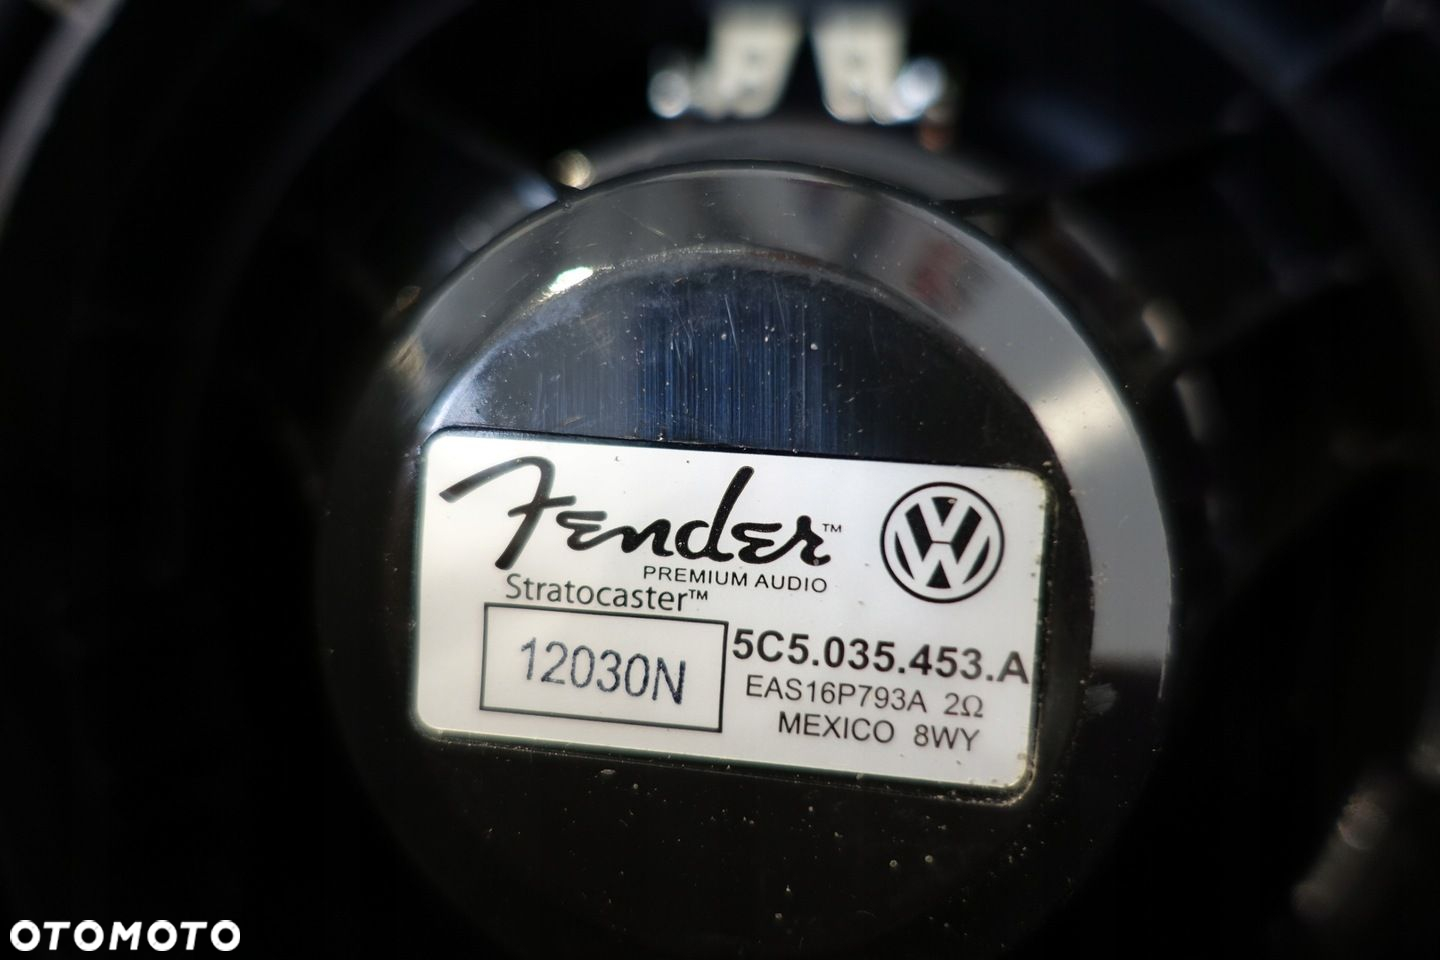 Fender™
PREMIUM AUDIO
Stratocaster™
12030N
5C5.035.453.A
EAS16P793A 2Ω
MEXICO 8WY
OTOMOTO